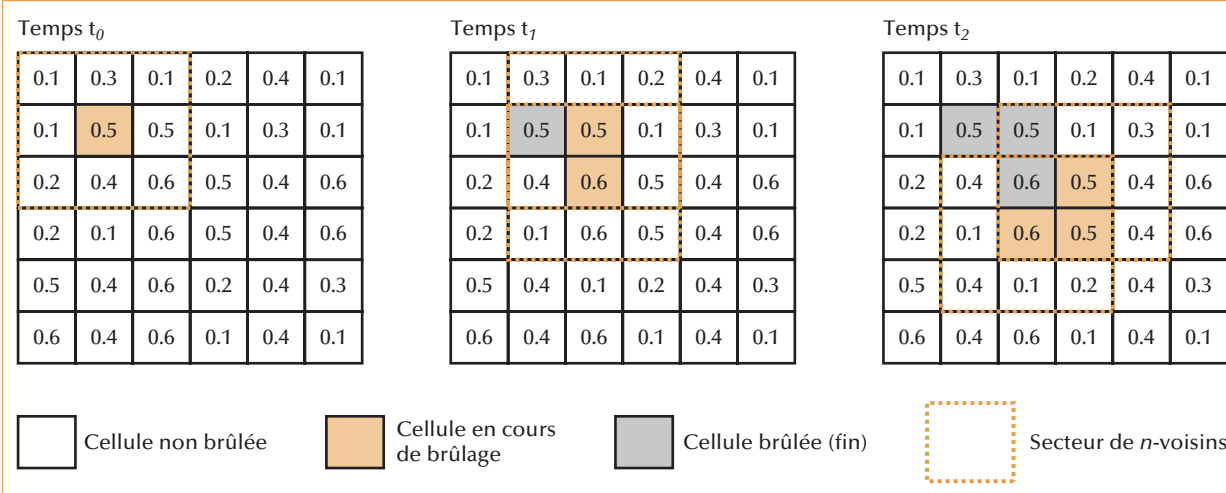 Temps t0 Temps t1 Temps t2
0.1 0.3 0.1 0.2 0.4 0.1 0.1 0.3 0.1 0.2 0.4 0.1 0.1 0.3 0.1 0.2 0.4 0.1
0.1 0.5 0.5 0.1 0.3 0.1 0.1 0.5 0.5 0.1 0.3 0.1 0.1 0.5 0.5 0.1 0.3 0.1
0.2 0.4 0.6 0.5 0.4 0.6 0.2 0.4 0.6 0.5 0.4 0.6 0.2 0.4 0.6 0.5 0.4 0.6
0.2 0.1 0.6 0.5 0.4 0.6 0.2 0.1 0.6 0.5 0.4 0.6 0.2 0.1 0.6 0.5 0.4 0.6
0.5 0.4 0.6 0.2 0.4 0.3 0.5 0.4 0.1 0.2 0.4 0.3 0.5 0.4 0.1 0.2 0.4 0.3
0.6 0.4 0.6 0.1 0.4 0.1 0.6 0.4 0.6 0.1 0.4 0.1 0.6 0.4 0.6 0.1 0.4 0.1
Cellule non brûlée
Cellule en cours
de brûlage
Cellule brûlée (fin)
Secteur de n-voisins